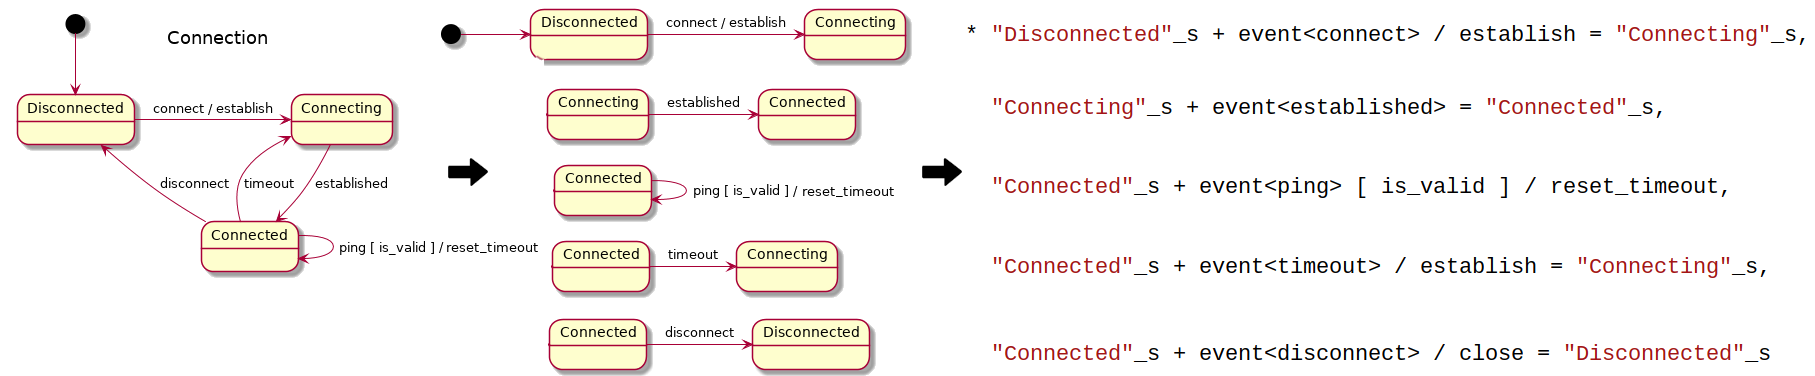 Connection
Disconnected
connect / establish
Connecting
disconnect
timeout
established
Connected
ping [ is_valid ] / reset_timeout
Disconnected
connect / establish
Connecting
Connecting
established
Connected
Connected
ping [ is_valid ] / reset_timeout
Connected
timeout
Connecting
Connected
disconnect
Disconnected
* "Disconnected"_s + event<connect> / establish = "Connecting"_s,
"Connecting"_s + event<established> = "Connected"_s,
"Connected"_s + event<ping> [ is_valid ] / reset_timeout,
"Connected"_s + event<timeout> / establish = "Connecting"_s,
"Connected"_s + event<disconnect> / close = "Disconnected"_s